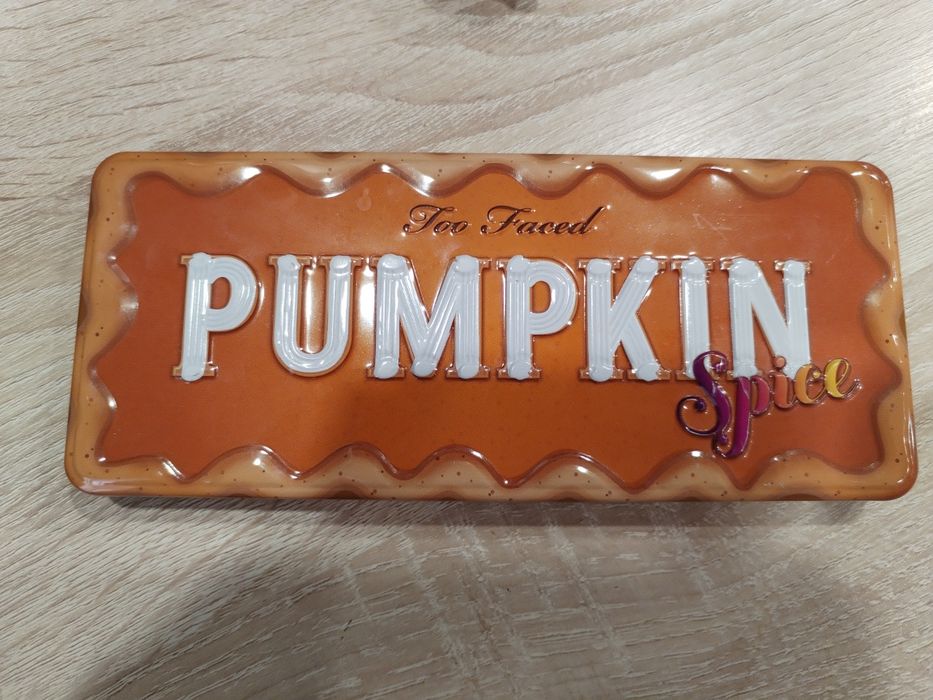 Too Faced
PUMPKIN
Spice